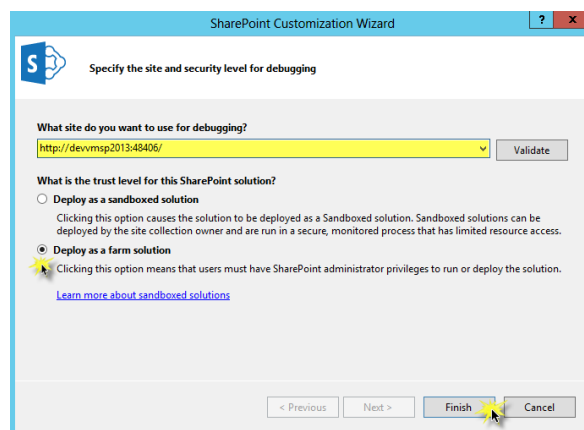 SharePoint Customization Wizard
? x
S
Specify the site and security level for debugging
What site do you want to use for debugging?
http://devvmsp2013:48406/
Validate
What is the trust level for this SharePoint solution?
Deploy as a sandboxed solution
Clicking this option causes the solution to be deployed as a Sandboxed solution. Sandboxed solutions can be
deployed by the site collection owner and are run in a secure, monitored process that has limited resource access.
Deploy as a farm solution
Clicking this option means that users must have SharePoint administrator privileges to run or deploy the solution.
Learn more about sandboxed solutions
< Previous Next > Finish Cancel